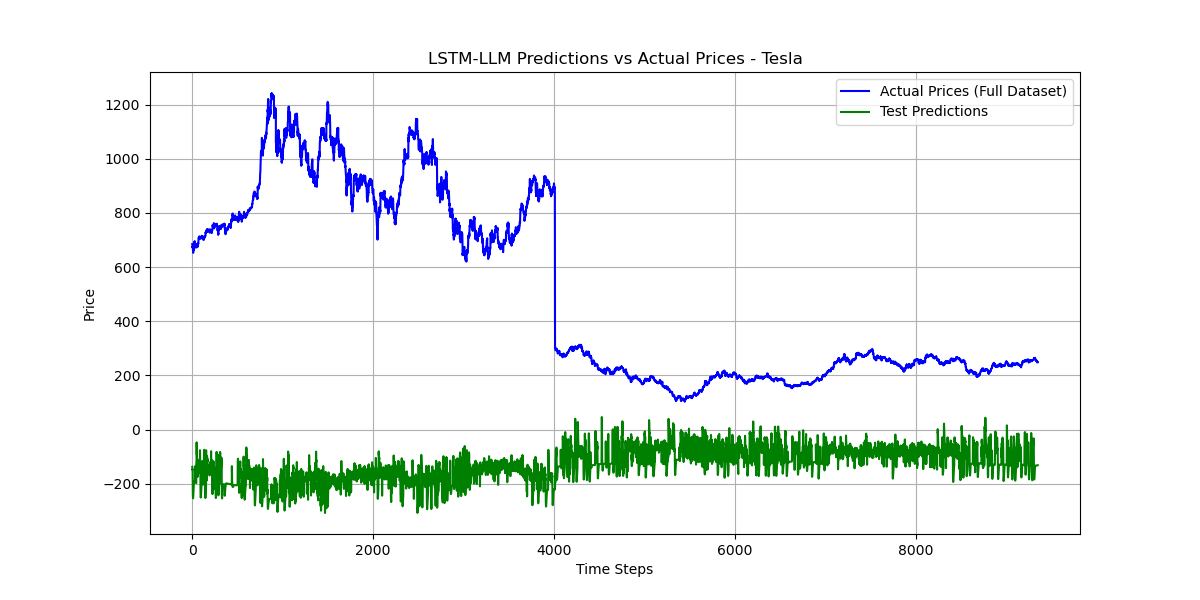 LSTM-LLM Predictions vs Actual Prices - Tesla
Actual Prices (Full Dataset)
Test Predictions
Price
1200
1000
800
600
400
200
0
−200
0 2000 4000 6000 8000
Time Steps